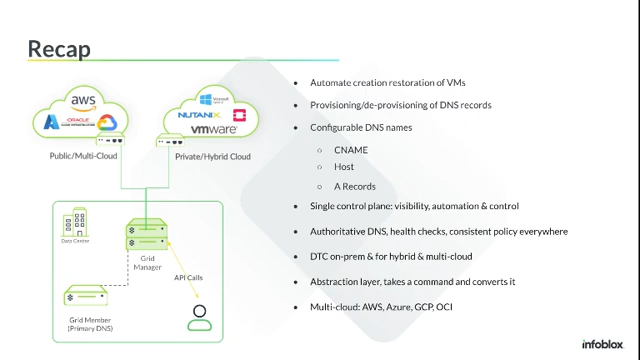 Recap
aws
ORACLE
CLOUD INFRASTRUCTURE
Public/Multi-Cloud
Microsoft
NUTANIX
vmware
Private/Hybrid Cloud
Data Center
Grid
Manager
API Calls
Grid Member
(Primary DNS)
• Automate creation restoration of VMs
• Provisioning/de-provisioning of DNS records
• Configurable DNS names
○ CNAME
○ Host
○ A Records
• Single control plane: visibility, automation & control
• Authoritative DNS, health checks, consistent policy everywhere
• DTC on-prem & for hybrid & multi-cloud
• Abstraction layer, takes a command and converts it
• Multi-cloud: AWS, Azure, GCP, OCI
infoblox